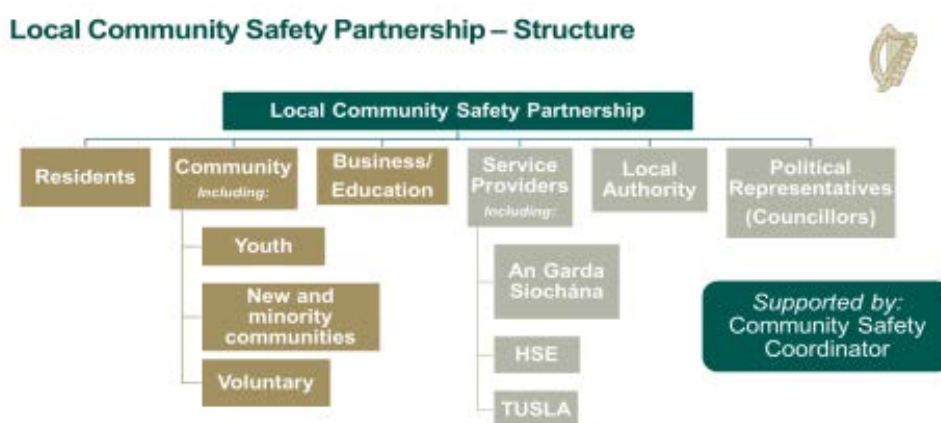 Local Community Safety Partnership – Structure
Local Community Safety Partnership
Residents
Community
Including:
Youth
New and
minority
communities
Voluntary
Business/
Education
Service
Providers
Including:
An Garda
Siochána
HSE
TUSLA
Local
Authority
Political
Representatives
(Councillors)
Supported by:
Community Safety
Coordinator